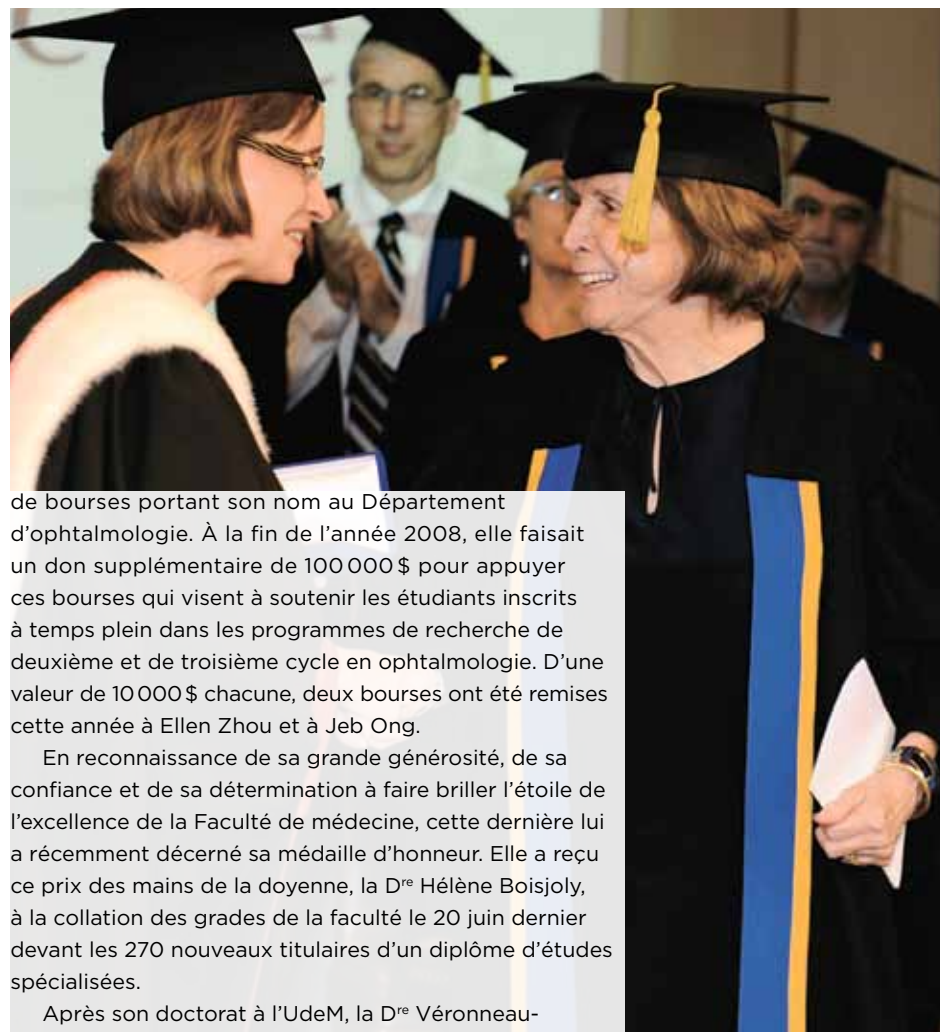 de bourses portant son nom au Département
d’ophtalmologie. À la fin de l’année 2008, elle faisait
un don supplémentaire de 100 000 $ pour appuyer
ces bourses qui visent à soutenir les étudiants inscrits
à temps plein dans les programmes de recherche de
deuxième et de troisième cycle en ophtalmologie. D’une
valeur de 10 000 $ chacune, deux bourses ont été remises
cette année à Ellen Zhou et à Jeb Ong.
En reconnaissance de sa grande générosité, de sa
confiance et de sa détermination à faire briller l’étoile de
l’excellence de la Faculté de médecine, cette dernière lui
a récemment décerné sa médaille d’honneur. Elle a reçu
ce prix des mains de la doyenne, la Dre Hélène Boisjoly,
à la collation des grades de la faculté le 20 juin dernier
devant les 270 nouveaux titulaires d’un diplôme d’études
spécialisées.
Après son doctorat à l’UdeM, la Dre Véronneau-